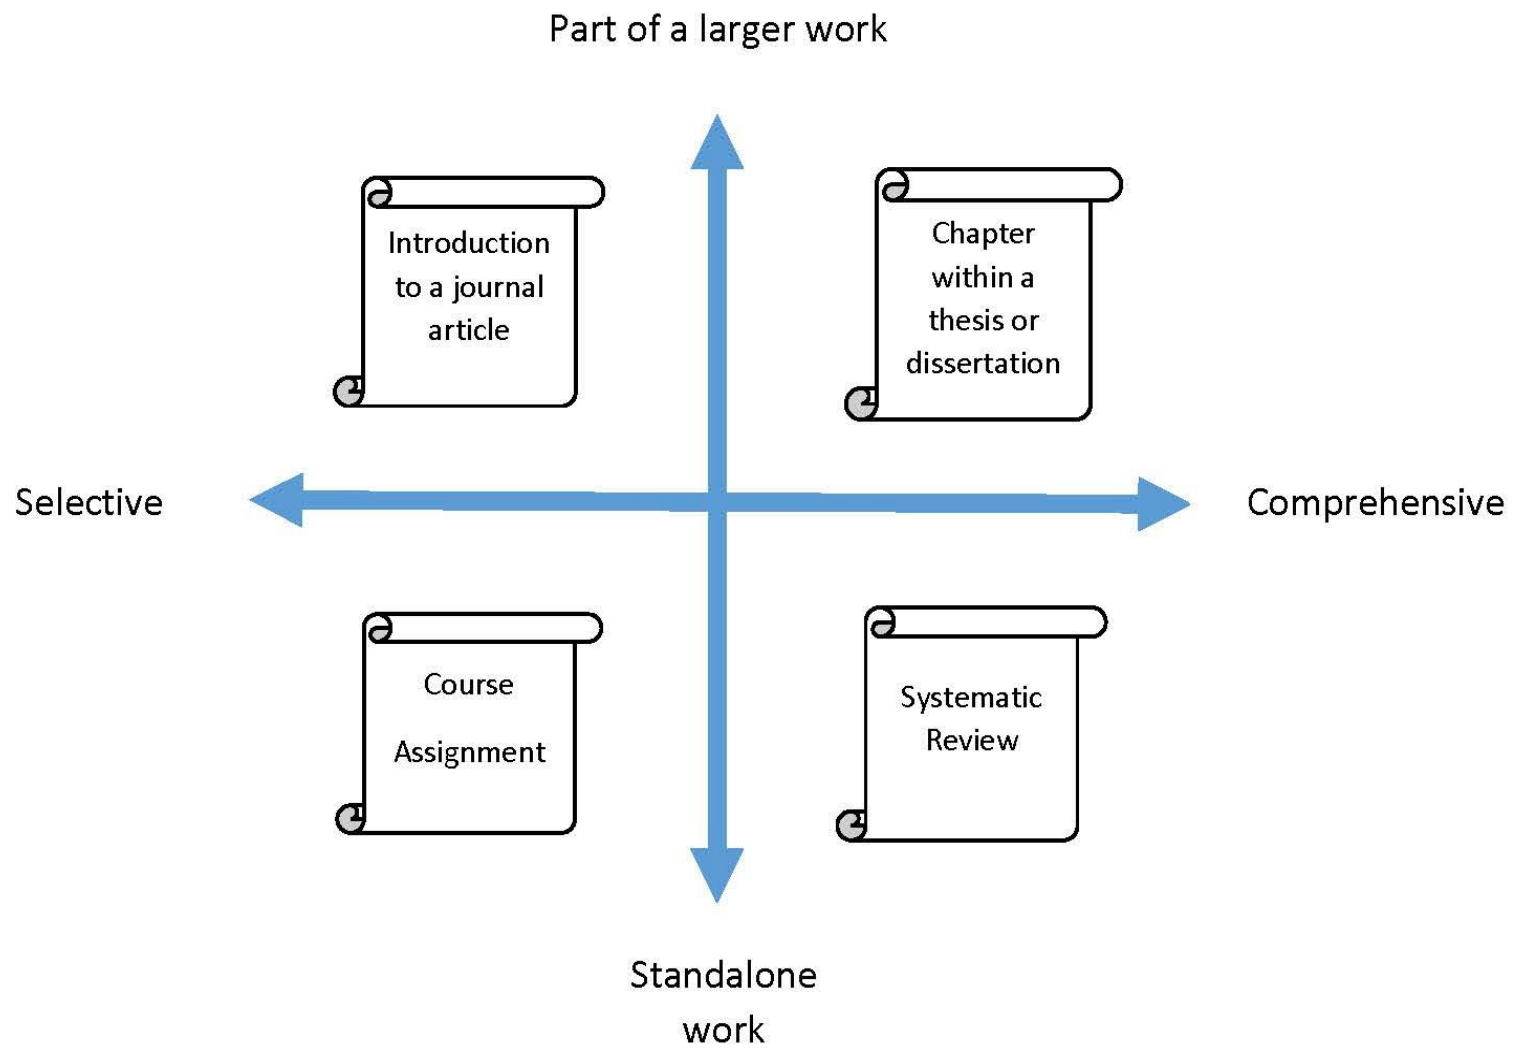 Part of a larger work
Introduction
to a journal
article
Chapter
within a
thesis or
dissertation
Selective
Comprehensive
Course
Assignment
Systematic
Review
Standalone
work